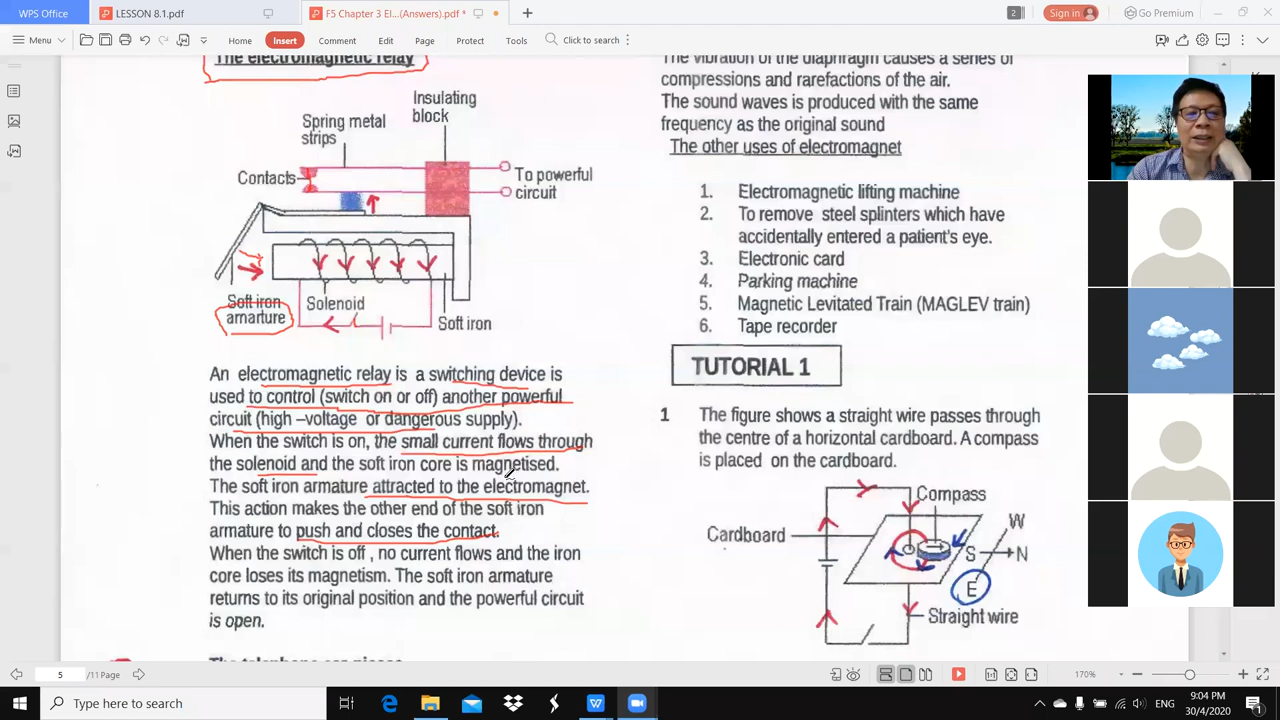 WPS Office
LESSON 8.1.pdf
F5 Chapter 3 El...(Answers).pdf *
+
2
Sign in
Go Premium
Menu
Home
Insert
Comment
Edit
Page
Protect
Tools
Click to search
The electromagnetic relay
Insulating
block
Spring metal
strips
Contacts
To powerful
circuit
Soft iron
armarture
Solenoid
Soft iron
An electromagnetic relay is a switching device is
used to control (switch on or off) another powerful
circuit (high –voltage or dangerous supply).
When the switch is on, the small current flows through
the solenoid and the soft iron core is magnetised.
The soft iron armature attracted to the electromagnet.
This action makes the other end of the soft iron
armature to push and closes the contact.
When the switch is off , no current flows and the iron
core loses its magnetism. The soft iron armature
returns to its original position and the powerful circuit
is open.
The telephone ear pieces
The vibration of the diaphragm causes a series of
compressions and rarefactions of the air.
The sound waves is produced with the same
frequency as the original sound
The other uses of electromagnet
1. Electromagnetic lifting machine
2. To remove steel splinters which have
accidentally entered a patient's eye.
3. Electronic card
4. Parking machine
5. Magnetic Levitated Train (MAGLEV train)
6. Tape recorder
TUTORIAL 1
1 The figure shows a straight wire passes through
the centre of a horizontal cardboard. A compass
is placed on the cardboard.
Compass
Cardboard
W
S
N
E
Straight wire
5 /11 Page
170%
Type here to search
ENG
9:04 PM
30/4/2020